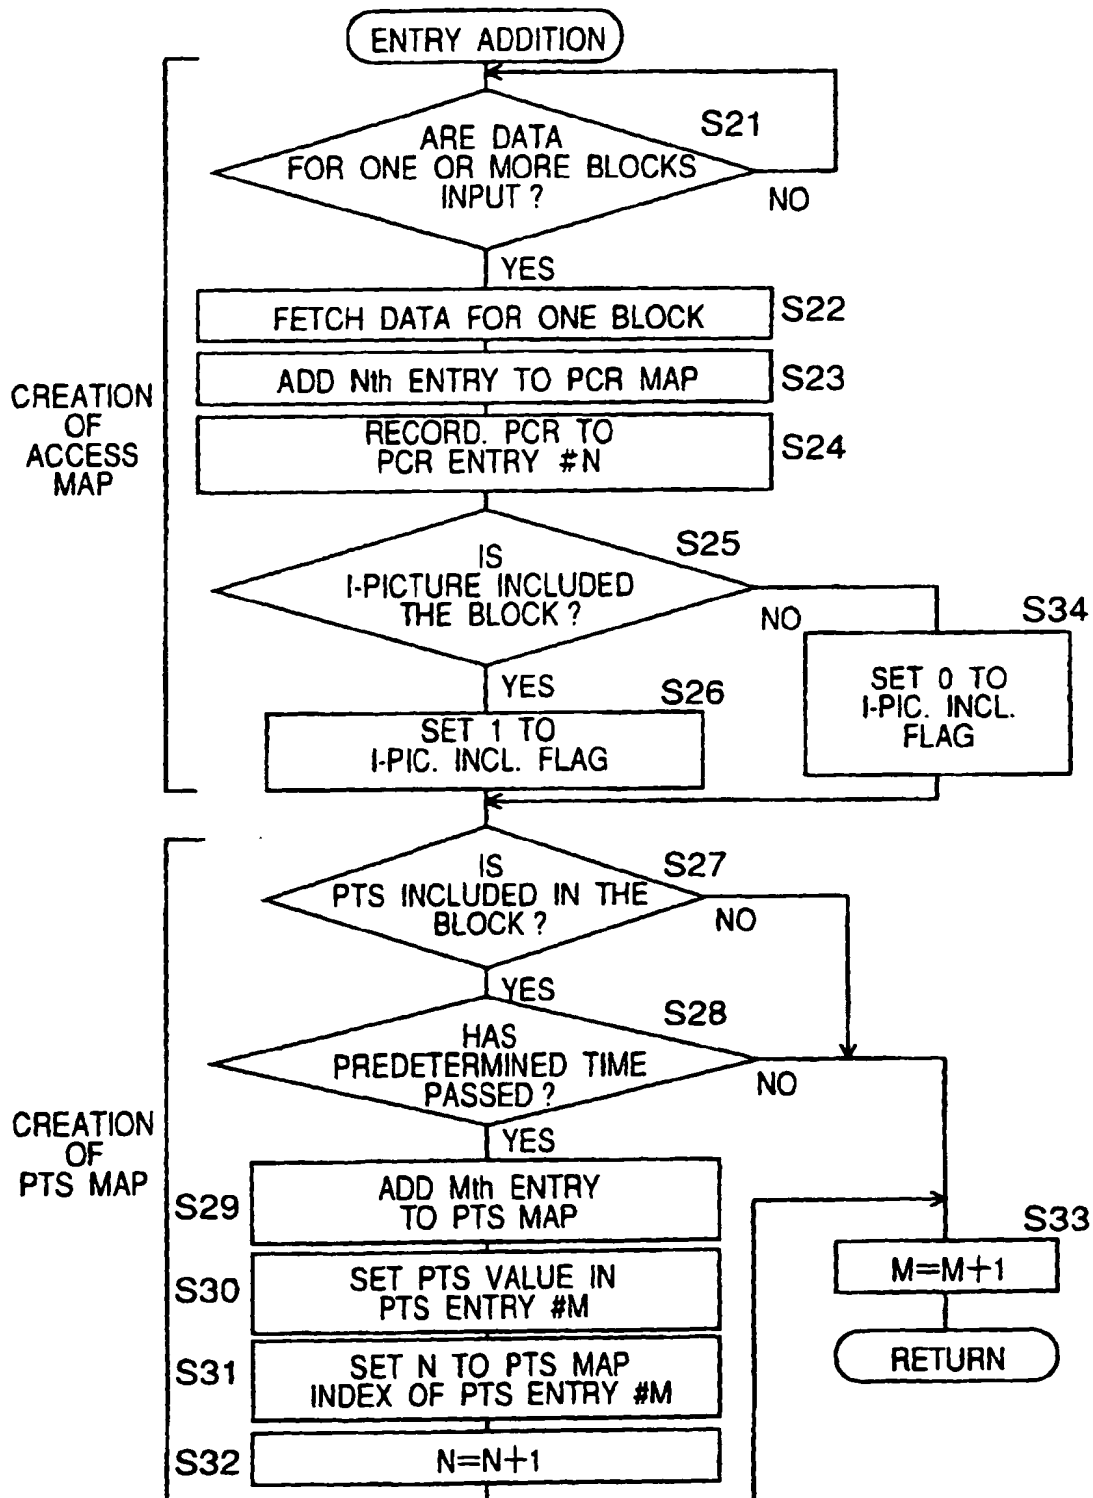 ENTRY ADDITION
S21
ARE DATA
FOR ONE OR MORE BLOCKS
INPUT ?
NO
YES
FETCH DATA FOR ONE BLOCK
S22
ADD Nth ENTRY TO PCR MAP
S23
RECORD. PCR TO
PCR ENTRY #N
S24
CREATION
OF
ACCESS
MAP
S25
IS
I-PICTURE INCLUDED
THE BLOCK ?
NO
S34
SET 0 TO
I-PIC. INCL.
FLAG
YES
S26
SET 1 TO
I-PIC. INCL. FLAG
S27
IS
PTS INCLUDED IN THE
BLOCK ?
NO
YES
S28
HAS
PREDETERMINED TIME
PASSED ?
NO
YES
CREATION
OF
PTS MAP
S29
ADD Mth ENTRY
TO PTS MAP
S30
SET PTS VALUE IN
PTS ENTRY #M
S31
SET N TO PTS MAP
INDEX OF PTS ENTRY #M
S32
N=N+1
S33
M=M+1
RETURN